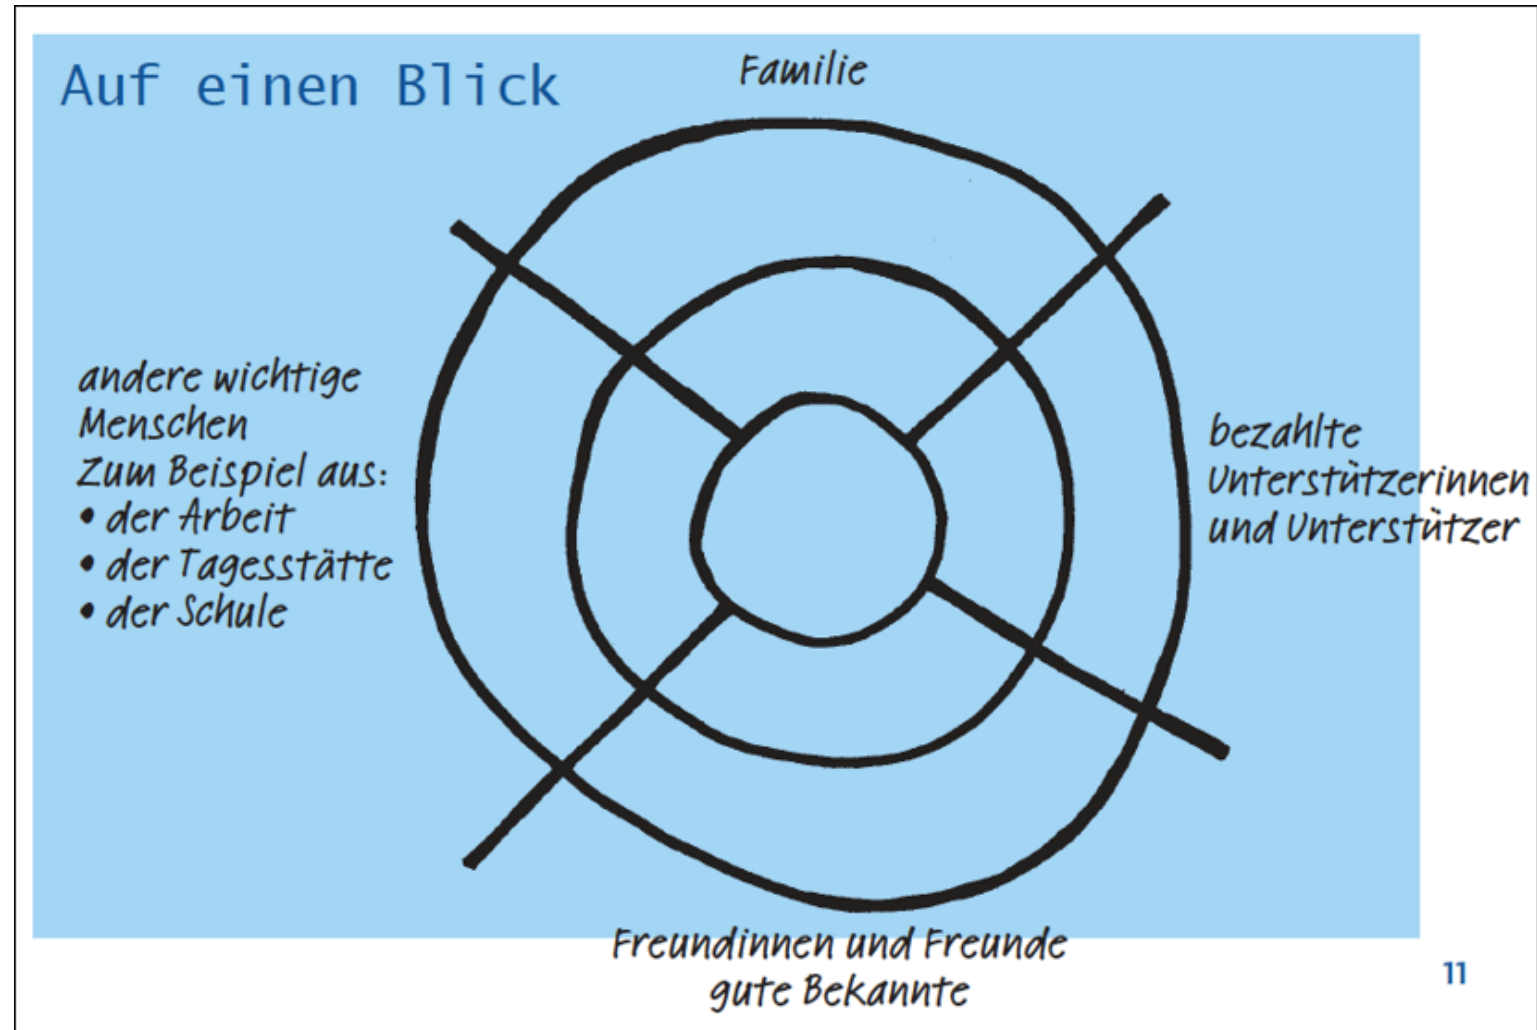 Auf einen Blick
Familie
andere wichtige
Menschen
Zum Beispiel aus:
• der Arbeit
• der Tagesstätte
• der Schule
bezahlte
Unterstützerinnen
und Unterstützer
Freundinnen und Freunde
gute Bekannte
11